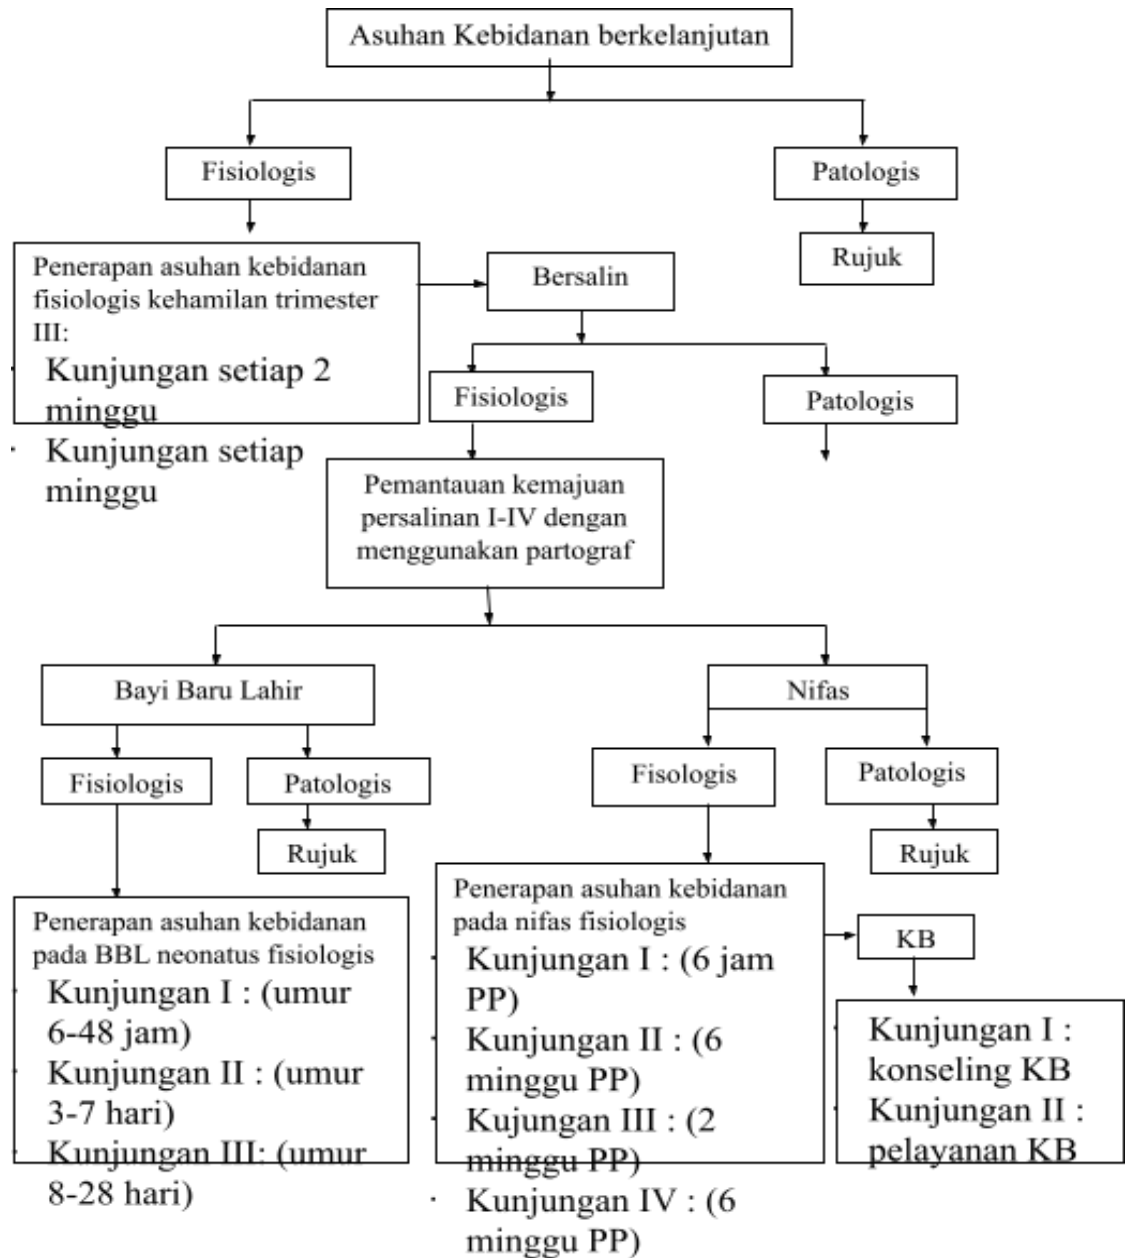 Asuhan Kebidanan berkelanjutan
Fisiologis
Patologis
Rujuk
Penerapan asuhan kebidanan
fisiologis kehamilan trimester
III:
Kunjungan setiap 2
minggu
· Kunjungan setiap
minggu
Bersalin
Fisiologis
Patologis
Pemantauan kemajuan
persalinan I-IV dengan
menggunakan partograf
Bayi Baru Lahir
Nifas
Fisiologis
Patologis
Rujuk
Fisologis
Patologis
Rujuk
Penerapan asuhan kebidanan
pada BBL neonatus fisiologis
Kunjungan I : (umur
6-48 jam)
Kunjungan II : (umur
3-7 hari)
Kunjungan III: (umur
8-28 hari)
Penerapan asuhan kebidanan
pada nifas fisiologis
Kunjungan I : (6 jam
PP)
Kunjungan II : (6
minggu PP)
Kujungan III : (2
minggu PP)
· Kunjungan IV : (6
minggu PP)
KB
Kunjungan I :
konseling KB
Kunjungan II :
pelayanan KB